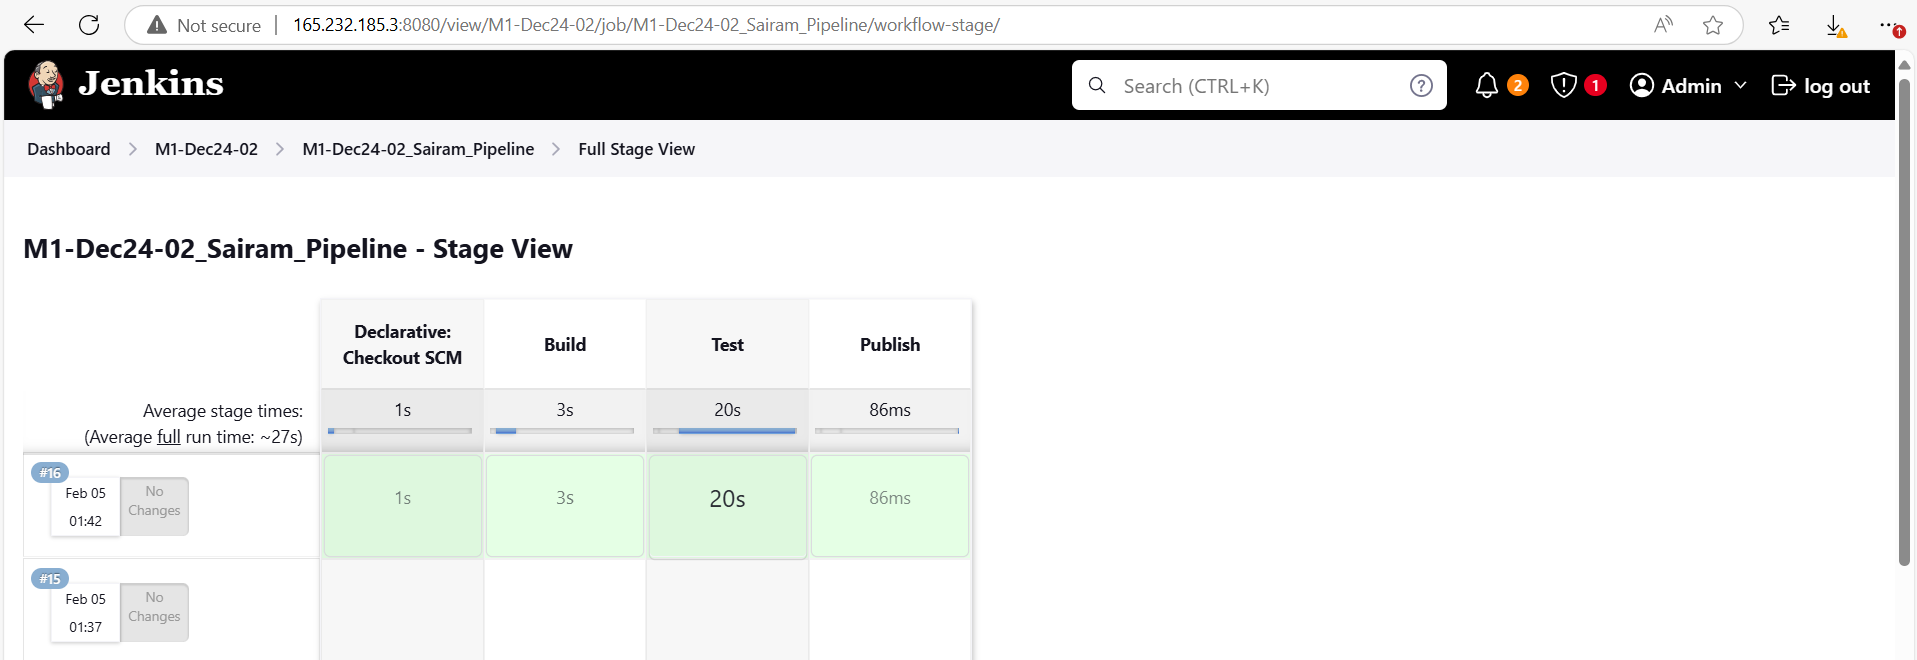 Not secure
165.232.185.3:8080/view/M1-Dec24-02/job/M1-Dec24-02_Sairam_Pipeline/workflow-stage/
Jenkins
Search (CTRL+K)
?
2
1
Admin
log out
Dashboard
M1-Dec24-02
M1-Dec24-02_Sairam_Pipeline
Full Stage View
M1-Dec24-02_Sairam_Pipeline - Stage View
Declarative:
Checkout SCM
Build
Test
Publish
Average stage times:
(Average full run time: ~27s)
1s
3s
20s
86ms
#16
Feb 05
01:42
No
Changes
1s
3s
20s
86ms
#15
Feb 05
01:37
No
Changes